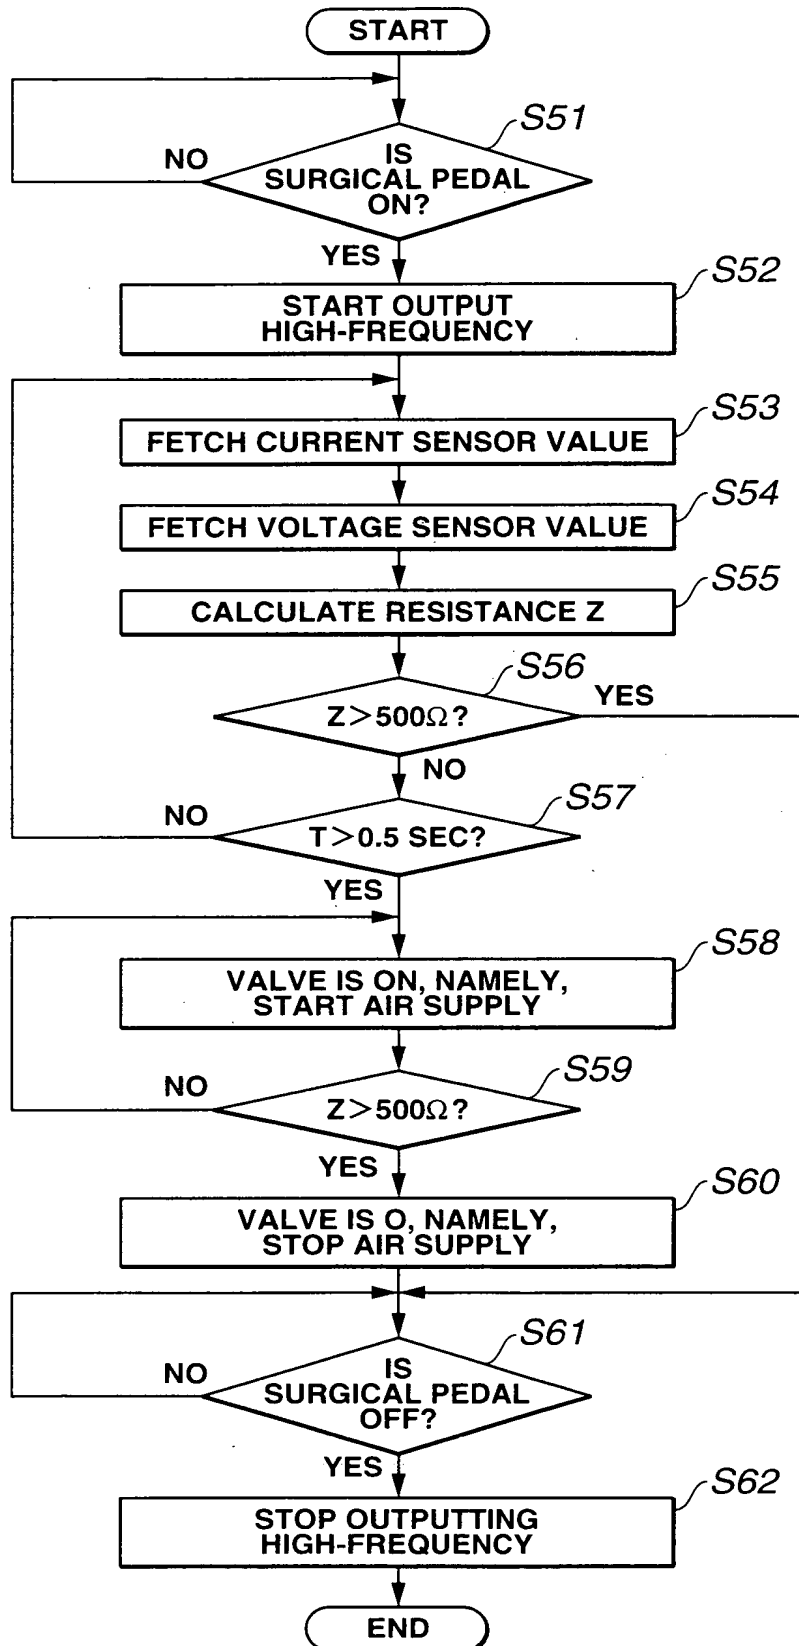 START
S51
IS
SURGICAL PEDAL
ON?
NO
YES
S52
START OUTPUT
HIGH-FREQUENCY
S53
FETCH CURRENT SENSOR VALUE
S54
FETCH VOLTAGE SENSOR VALUE
S55
CALCULATE RESISTANCE Z
S56
Z>500Ω?
YES
NO
S57
T>0.5 SEC?
NO
YES
S58
VALVE IS ON, NAMELY,
START AIR SUPPLY
S59
Z>500Ω?
NO
YES
S60
VALVE IS O, NAMELY,
STOP AIR SUPPLY
S61
IS
SURGICAL PEDAL
OFF?
NO
YES
S62
STOP OUTPUTTING
HIGH-FREQUENCY
END